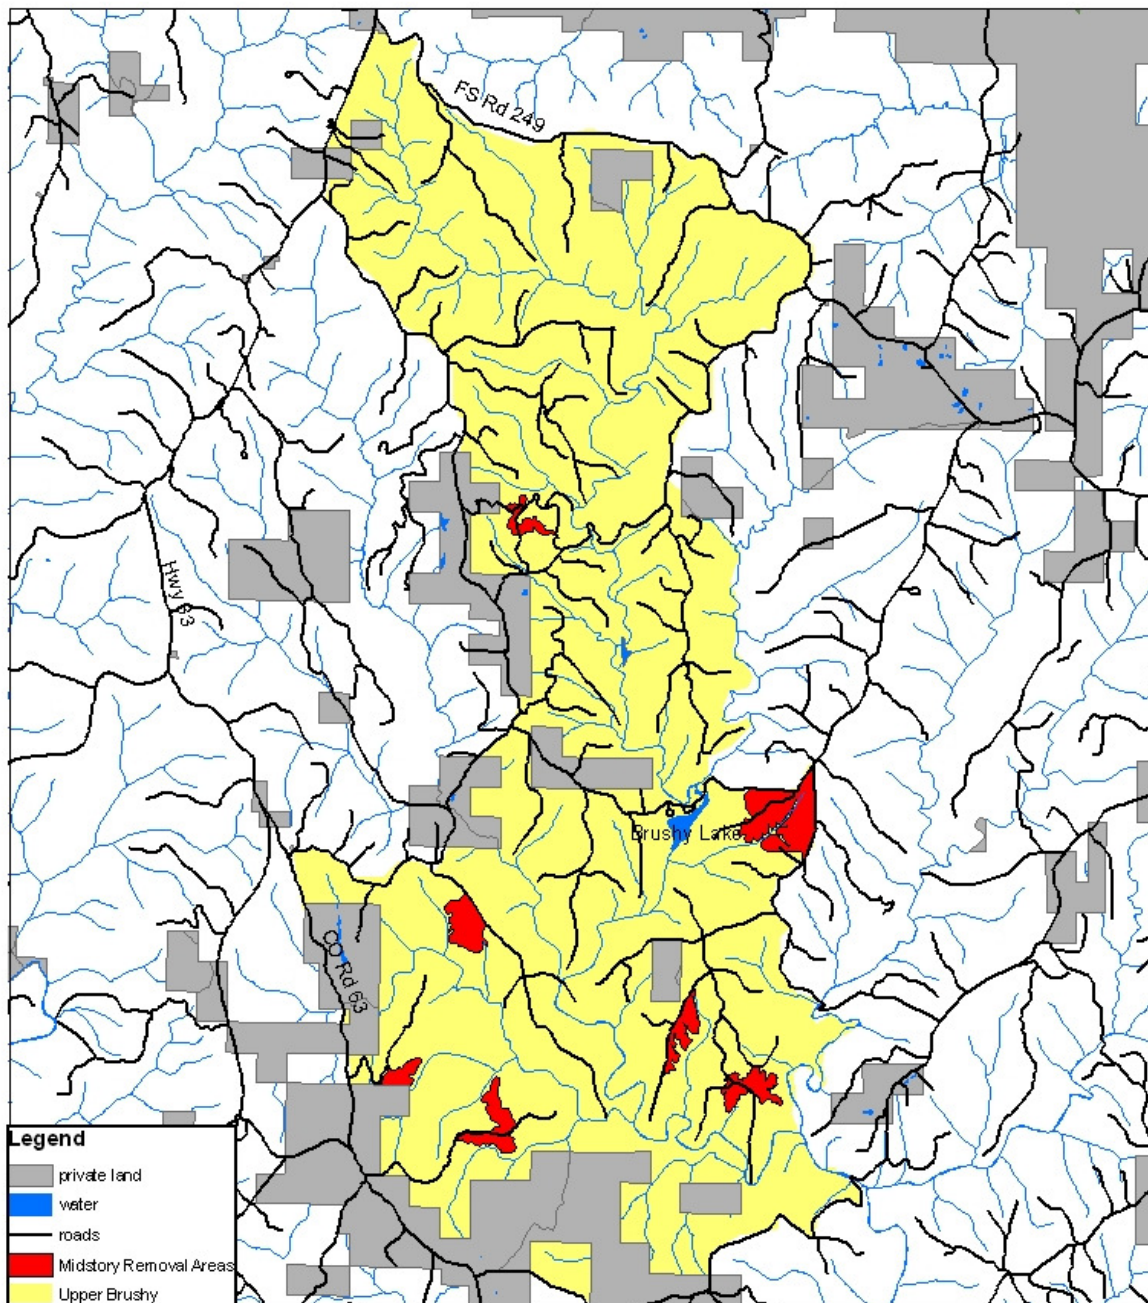 FS Rd 249
Hwy 63
Brushy Lake
CO Rd 63
Legend
private land
water
roads
Midstory Removal Areas
Upper Brushy